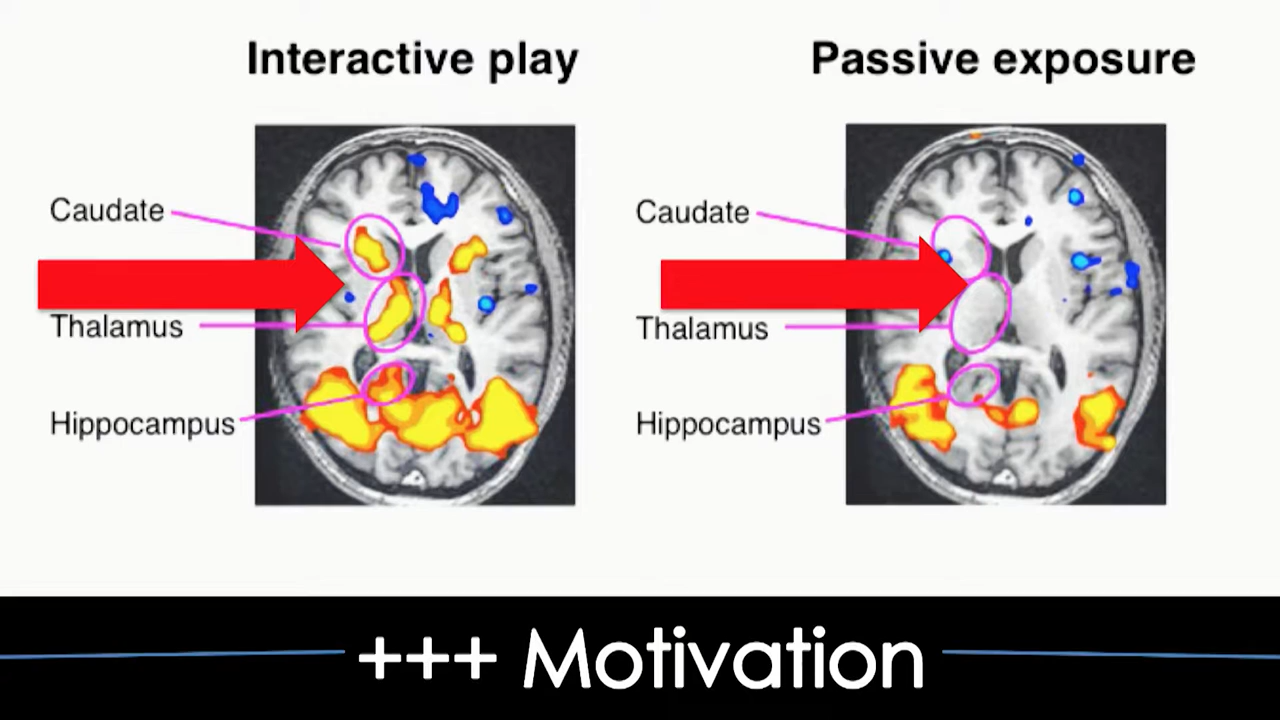 Interactive play
Passive exposure
Caudate
Thalamus
Hippocampus
Caudate
Thalamus
Hippocampus
+++ Motivation